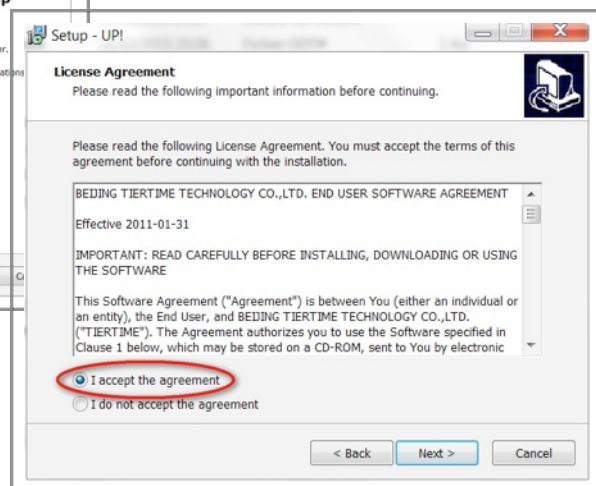 Setup - UP!
License Agreement
Please read the following important information before continuing.
Please read the following License Agreement. You must accept the terms of this
agreement before continuing with the installation.
BEIJING TIERTIME TECHNOLOGY CO.,LTD. END USER SOFTWARE AGREEMENT
Effective 2011-01-31
IMPORTANT: READ CAREFULLY BEFORE INSTALLING, DOWNLOADING OR USING
THE SOFTWARE
This Software Agreement ("Agreement") is between You (either an individual or
an entity), the End User, and BEIJING TIERTIME TECHNOLOGY CO.,LTD.
("TIERTIME"). The Agreement authorizes you to use the Software specified in
Clause 1 below, which may be stored on a CD-ROM, sent to You by electronic
I accept the agreement
I do not accept the agreement
< Back Next > Cancel